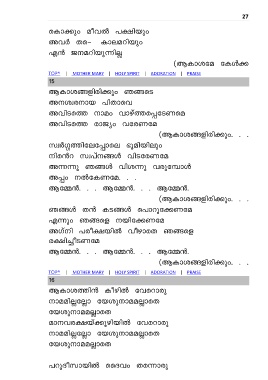 27
കൊക്കും മീവൽ പക്ഷിയും
അവർ തങ്ങ- കാലമറിയും
എൻ ജനമറിയുന്നില്ല
(ആകാശമേ കേൾക്ക
TOP↑ | MOTHER MARY | HOLY SPIRIT | ADORATION | PRAISE
15
ആകാശങ്ങളിരിക്കും ഞങ്ങടെ
അനശ്വരനായ പിതാവെ
അവിടത്തെ നാമം വാഴ്ത്തപ്പെടേണമേ
അവിടത്തെ രാജ്യം വരേണമേ
(ആകാശങ്ങളിരിക്കും. . .
സ്വർഗ്ഗത്തിലേപ്പോലെ ഭൂമിയിലും
നിൻറെ സ്വപ്നങ്ങൾ വിടരേണമേ
അന്നന്നു ഞങ്ങൾ വിശന്നു വരുമ്പോൾ
അപ്പം നൽകേണമേ. . .
ആമ്മേൻ. . . ആമ്മേൻ. . . ആമ്മേൻ.
(ആകാശങ്ങളിരിക്കും. . .
ഞങ്ങൾ തൻ കടങ്ങൾ പൊറുക്കേണമേ
എന്നും ഞങ്ങളെ നയിക്കേണമേ
അഗ്നി പരീക്ഷയിൽ വീഴാതെ ഞങ്ങളെ
രക്ഷിച്ചീടണമേ
ആമ്മേൻ. . . ആമ്മേൻ. . . ആമ്മേൻ.
(ആകാശങ്ങളിരിക്കും. . .
TOP↑ | MOTHER MARY | HOLY SPIRIT | ADORATION | PRAISE
16
ആകാശത്തിൻ കീഴിൽ വേറൊരു
നാമമില്ലല്ലോ യേശുനാമമല്ലാതെ
യേശുനാമമല്ലാതെ
മാനവരക്ഷയ്ക്കൂഴിയിൽ വേറൊരു
നാമമില്ലല്ലോ യേശുനാമമല്ലാതെ
യേശുനാമമല്ലാതെ
പറുദീസായിൽ ദൈവം തന്നൊരു